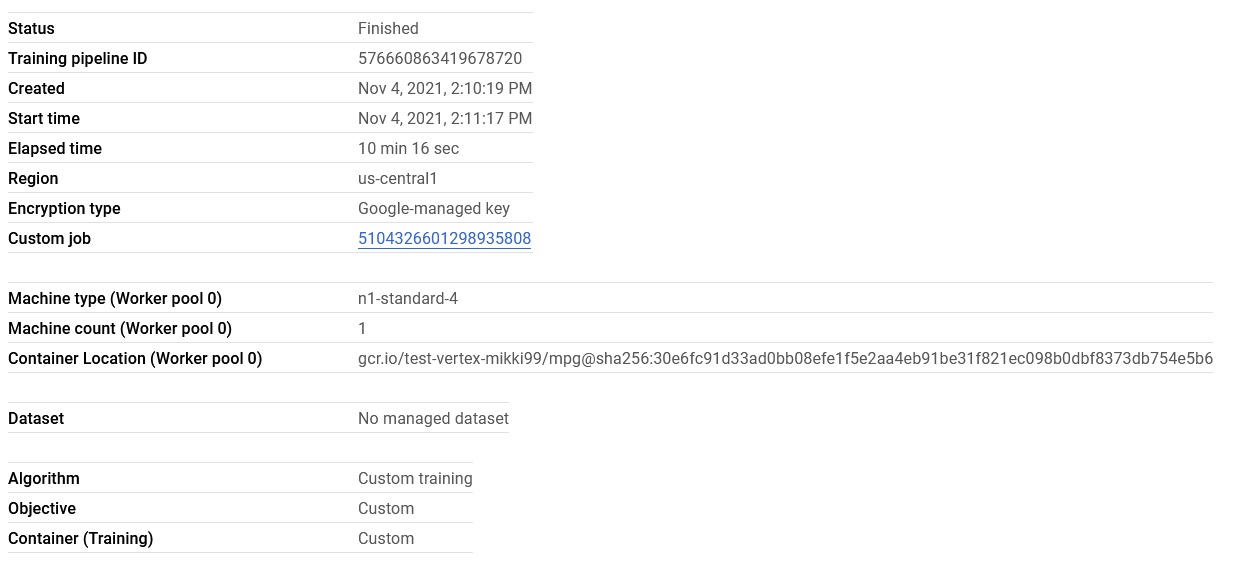 Status Finished
Training pipeline ID 576660863419678720
Created Nov 4, 2021, 2:10:19 PM
Start time Nov 4, 2021, 2:11:17 PM
Elapsed time 10 min 16 sec
Region us-central1
Encryption type Google-managed key
Custom job 5104326601298935808
Machine type (Worker pool 0) n1-standard-4
Machine count (Worker pool 0) 1
Container Location (Worker pool 0) gcr.io/test-vertex-mikki99/mpg@sha256:30e6fc91d33ad0bb08efe1f5e2aa4eb91be31f821ec098b0dbf8373db754e5b6
Dataset No managed dataset
Algorithm Custom training
Objective Custom
Container (Training) Custom